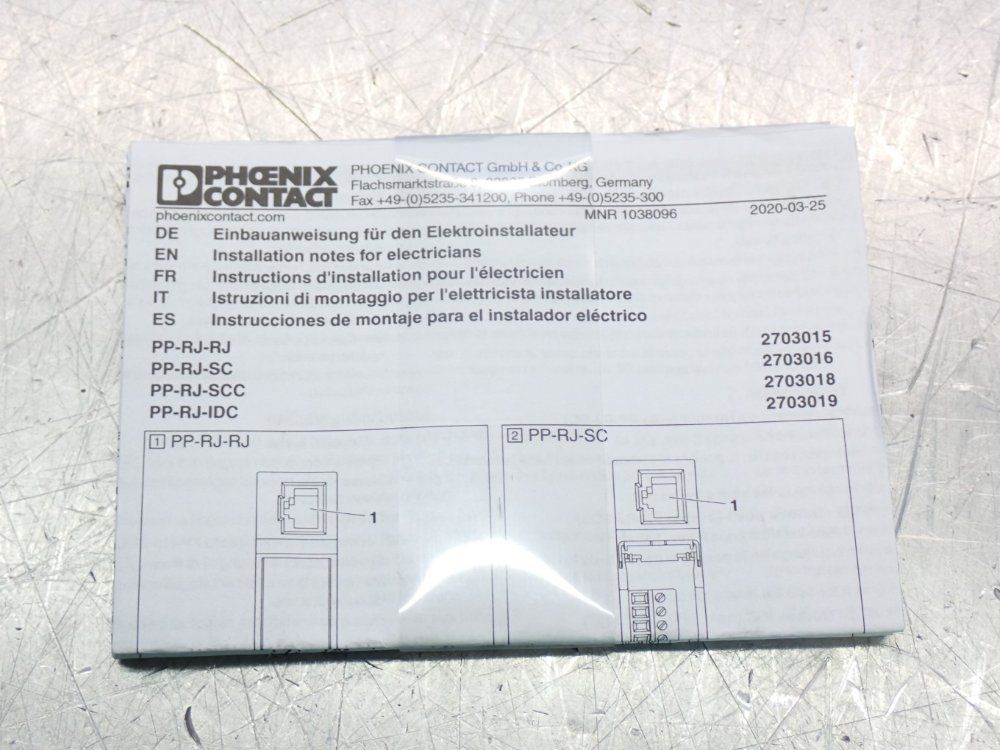 PHŒNIX
CONTACT
PHOENIX CONTACT GmbH & Co. KG
Flachsmarktstraße 8, Blomberg, Germany
Fax +49-(0)5235-341200, Phone +49-(0)5235-300
phoenixcontact.com
MNR 1038096
2020-03-25
DE Einbauanweisung für den Elektroinstallateur
EN Installation notes for electricians
FR Instructions d'installation pour l'électricien
IT Istruzioni di montaggio per l'elettricista installatore
ES Instrucciones de montaje para el instalador eléctrico
PP-RJ-RJ 2703015
PP-RJ-SC 2703016
PP-RJ-SCC 2703018
PP-RJ-IDC 2703019
1 PP-RJ-RJ
2 PP-RJ-SC
1
1